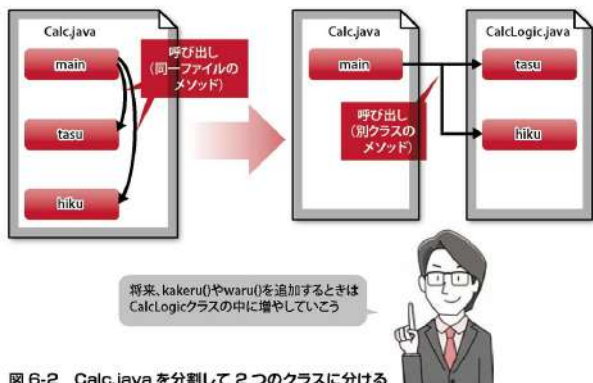 Calc.java
main
呼び出し
(同一ファイルの
メソッド)
tasu
hiku
Calc.java
main
呼び出し
(別クラスの
メソッド)
CalcLogic.java
tasu
hiku
将来、kakeru()やwaru()を追加するときは
CalcLogicクラスの中に増やしていこう
図 6-2 Calc.java を分割して 2 つのクラスに分ける